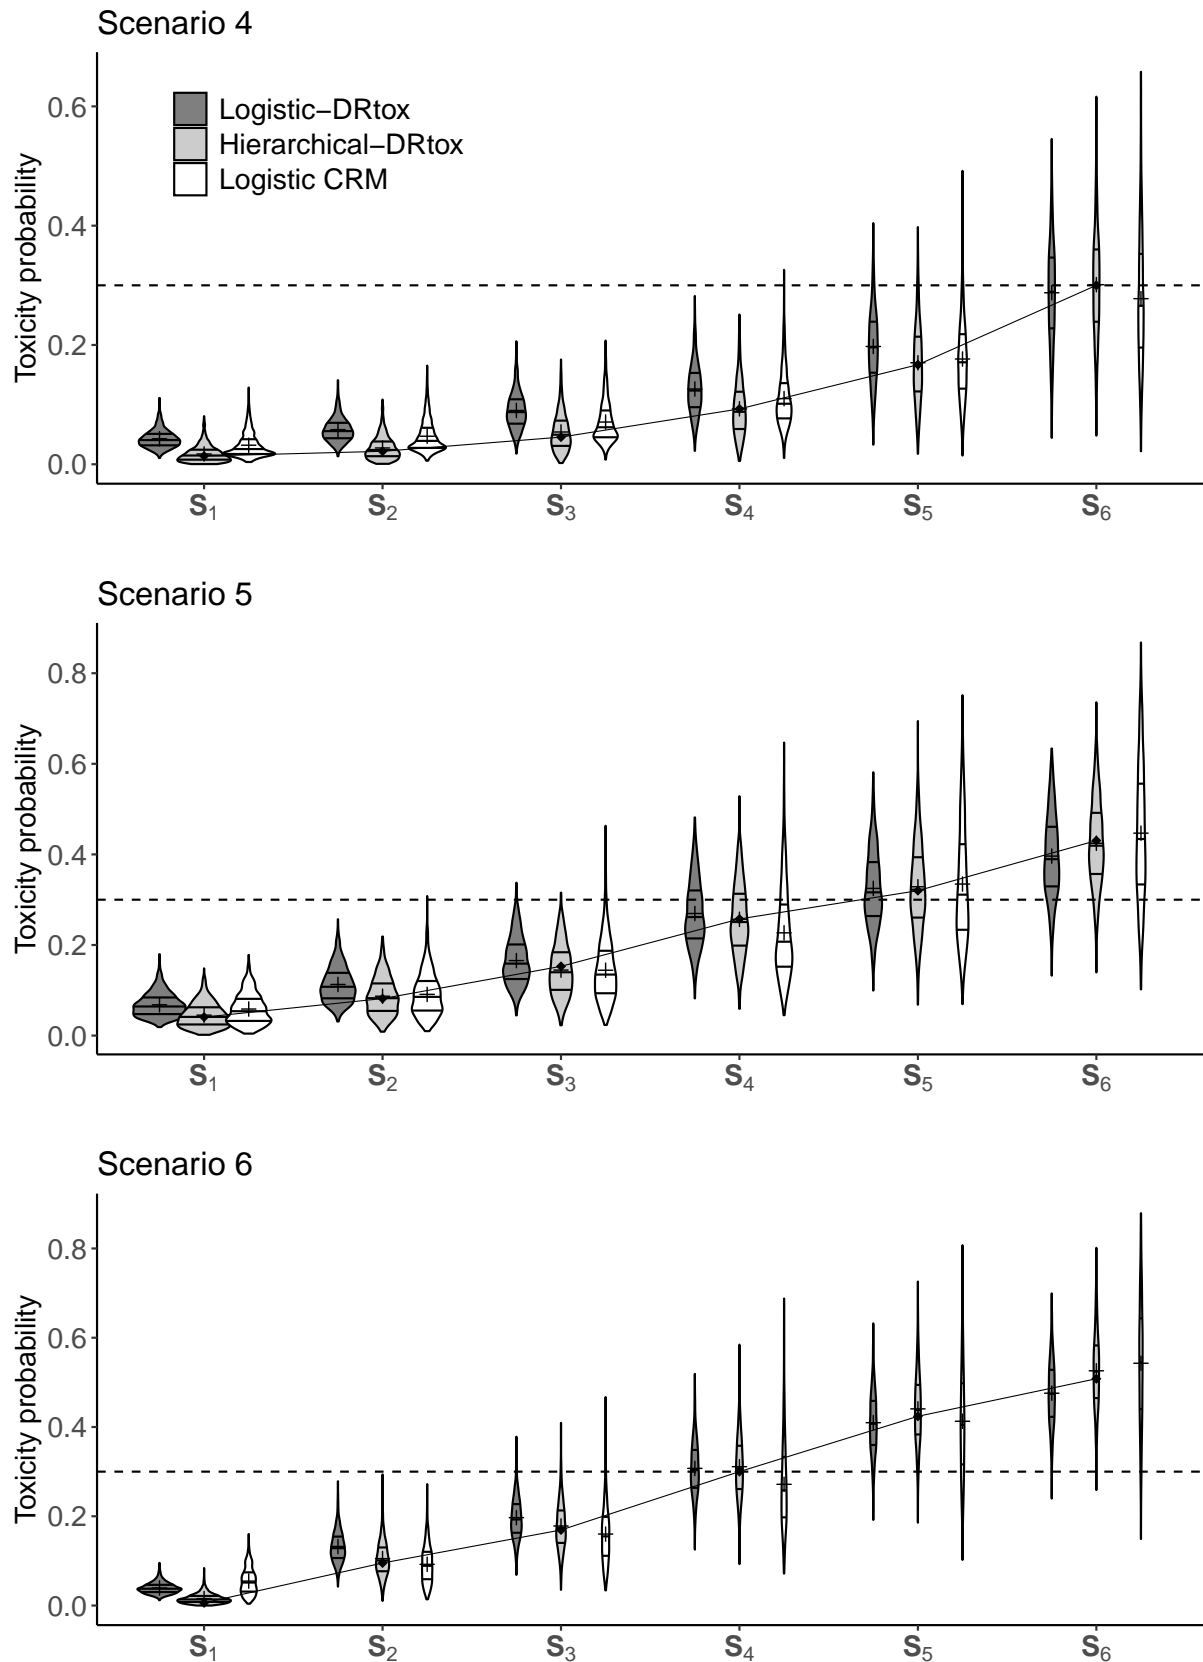 Scenario 4
Toxicity probability
0.6
0.4
0.2
0.0
Logistic−DRtox
Hierarchical−DRtox
Logistic CRM
S1 S2 S3 S4 S5 S6
Scenario 5
Toxicity probability
0.8
0.6
0.4
0.2
0.0
S1 S2 S3 S4 S5 S6
Scenario 6
Toxicity probability
0.8
0.6
0.4
0.2
0.0
S1 S2 S3 S4 S5 S6